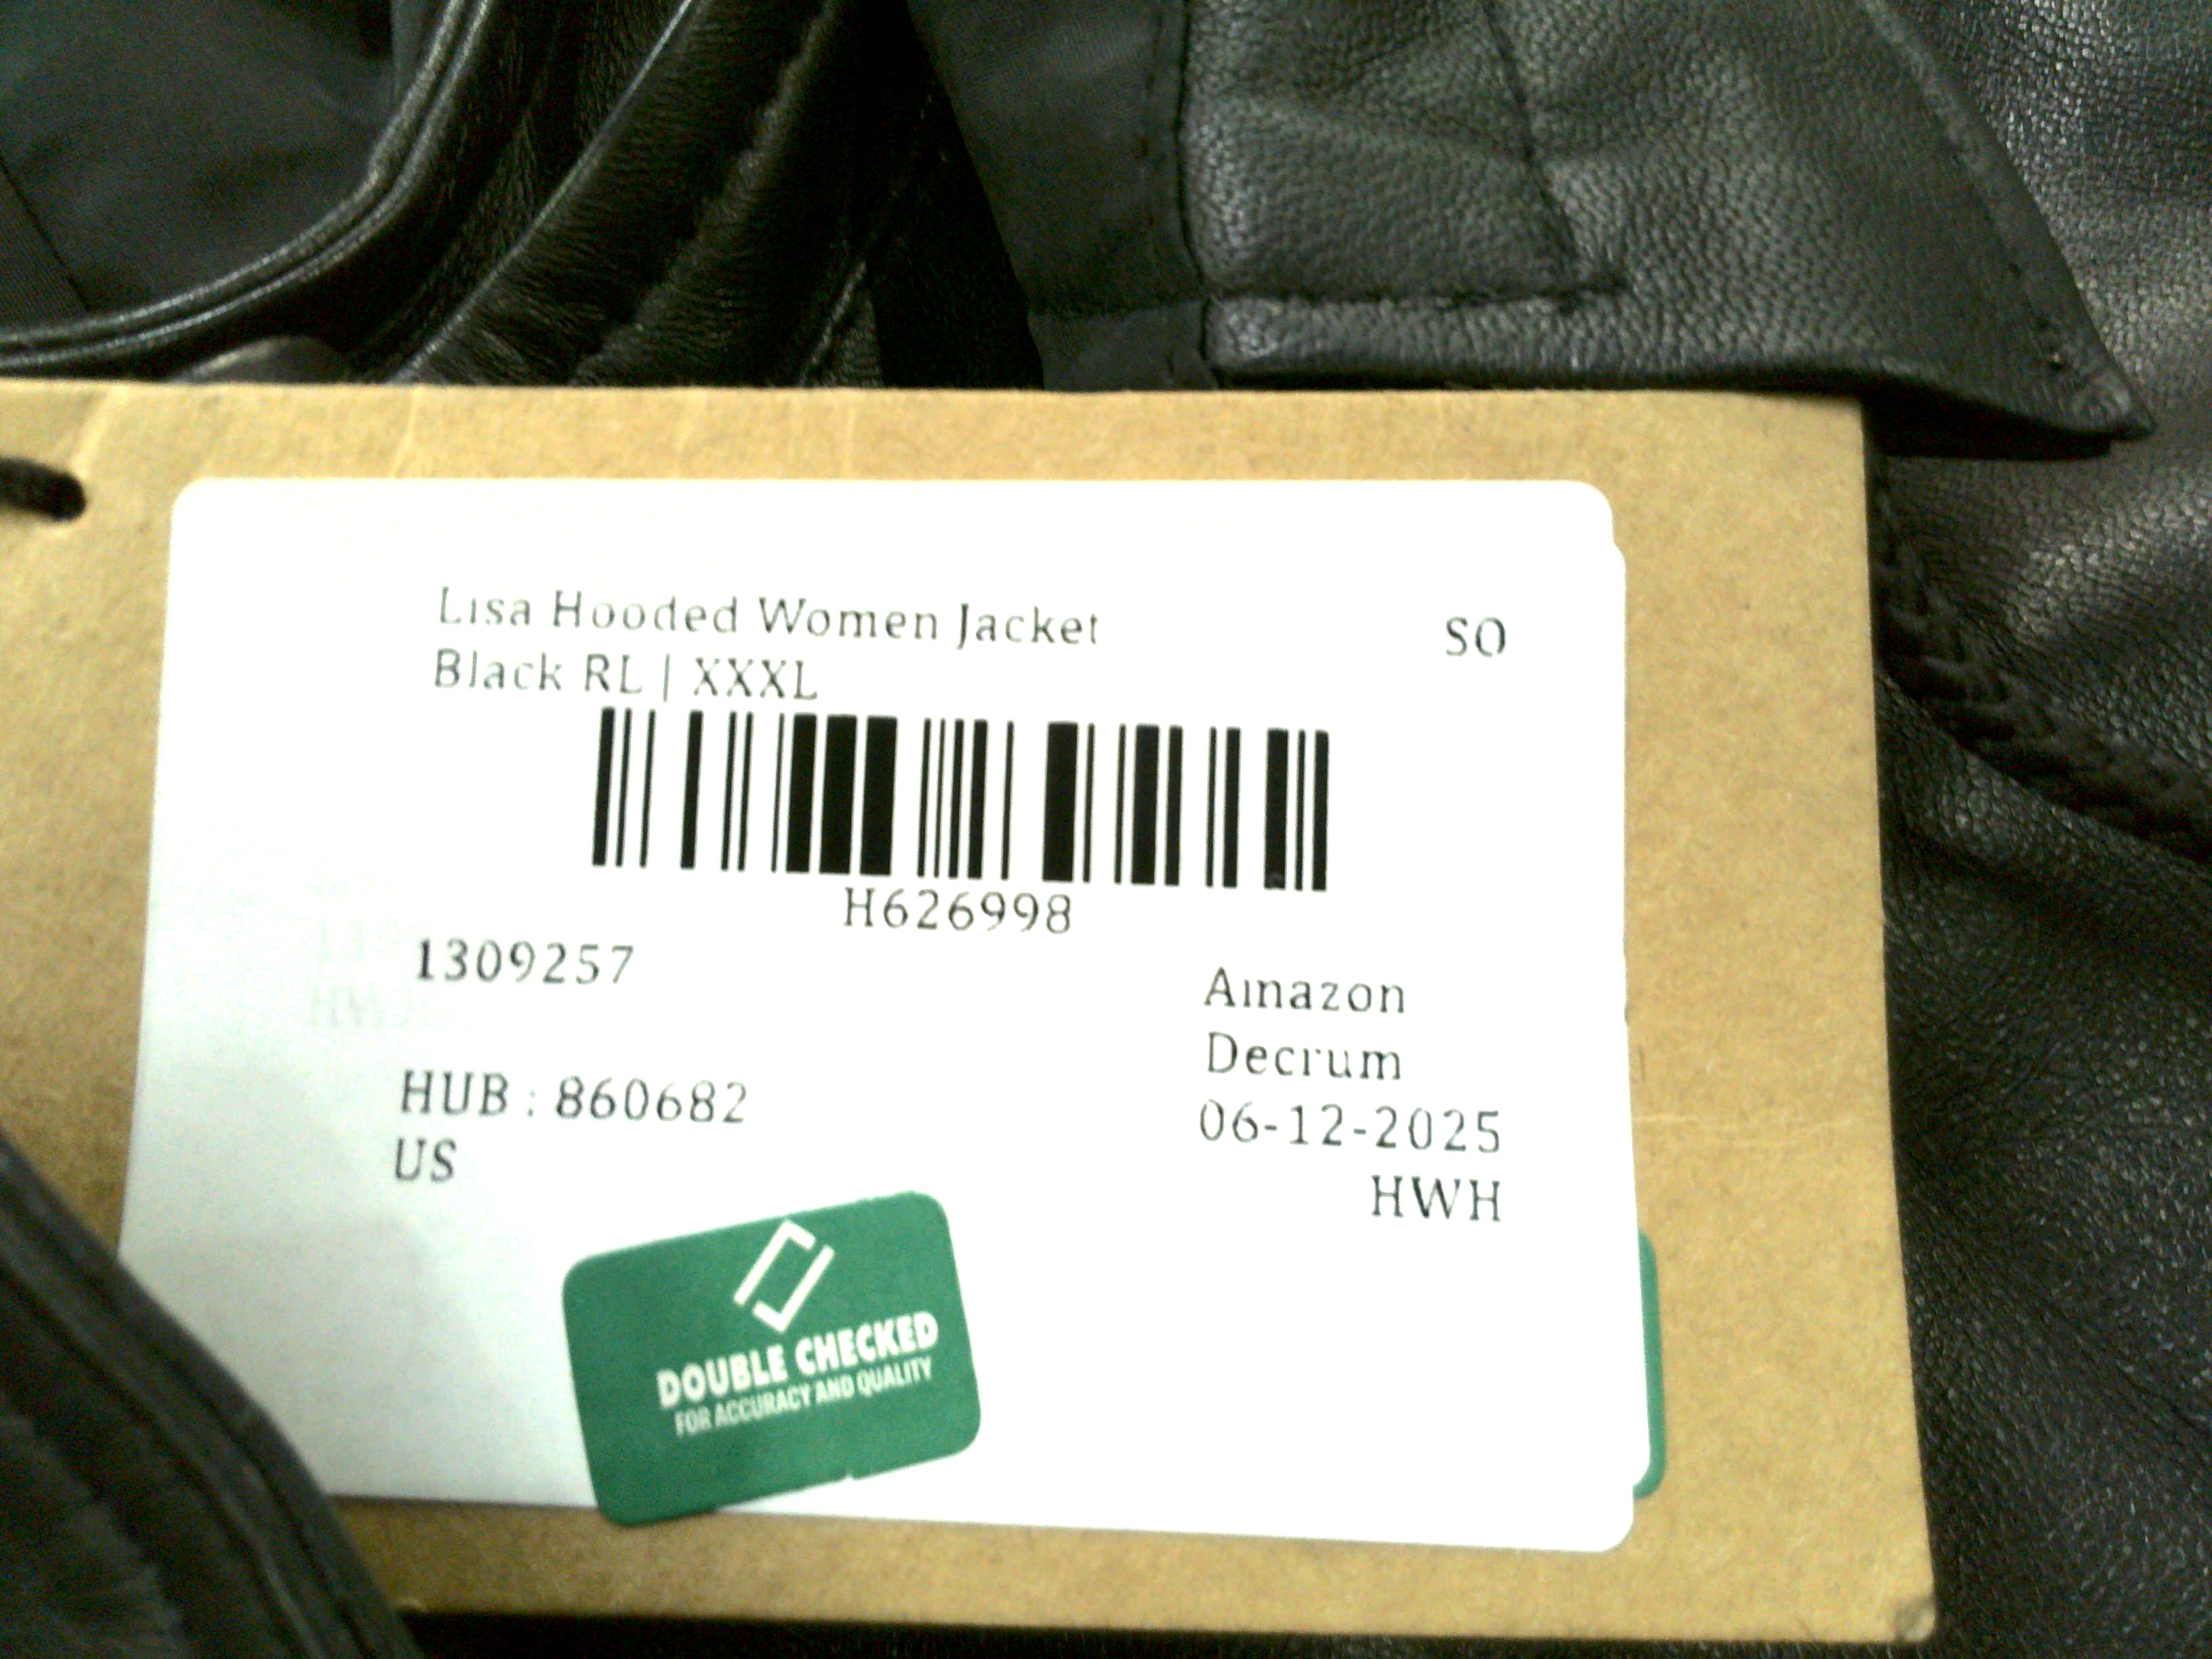 Lisa Hooded Women Jacket
SO
Black RL | XXXL
H626998
1309257
Amazon
Decrum
HUB : 860682
06-12-2025
US
HWH
DOUBLE CHECKED
FOR ACCURACY AND QUALITY